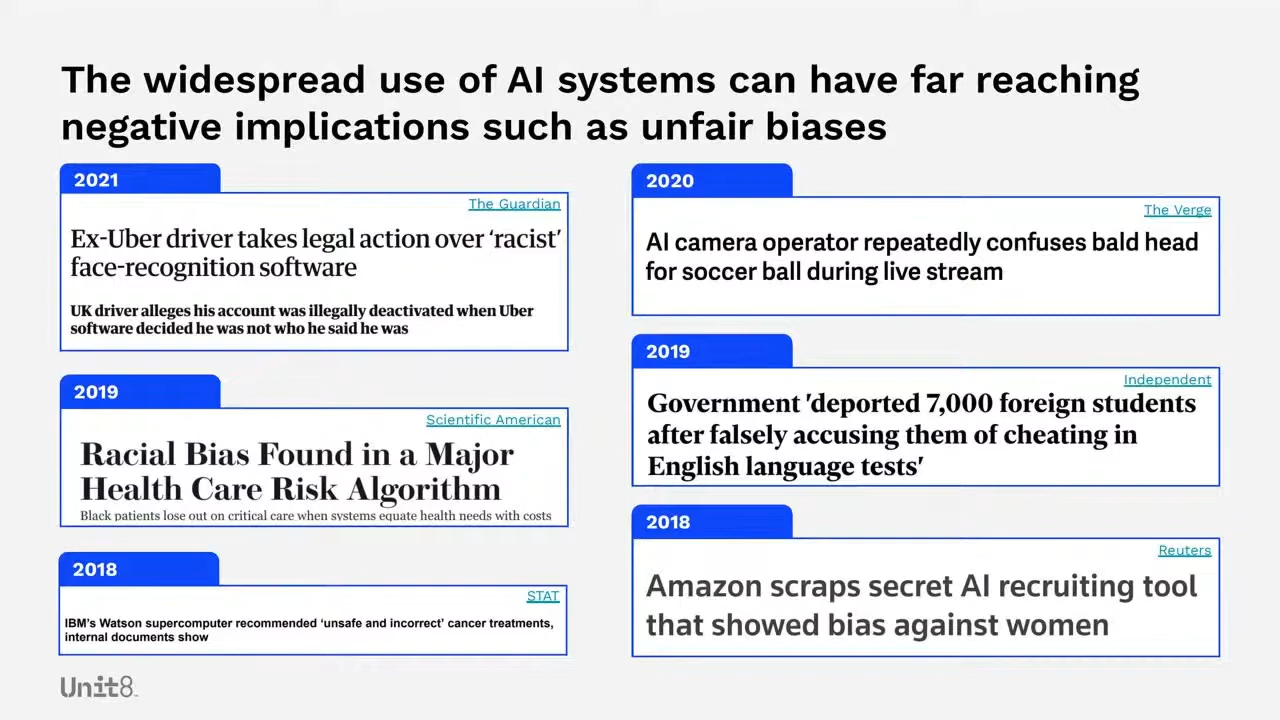 The widespread use of AI systems can have far reaching
negative implications such as unfair biases
2021
The Guardian
Ex-Uber driver takes legal action over ‘racist’
face-recognition software
UK driver alleges his account was illegally deactivated when Uber
software decided he was not who he said he was
2019
Scientific American
Racial Bias Found in a Major
Health Care Risk Algorithm
Black patients lose out on critical care when systems equate health needs with costs
2018
STAT
IBM’s Watson supercomputer recommended ‘unsafe and incorrect’ cancer treatments,
internal documents show
2020
The Verge
AI camera operator repeatedly confuses bald head
for soccer ball during live stream
2019
Independent
Government 'deported 7,000 foreign students
after falsely accusing them of cheating in
English language tests'
2018
Reuters
Amazon scraps secret AI recruiting tool
that showed bias against women
Unit8